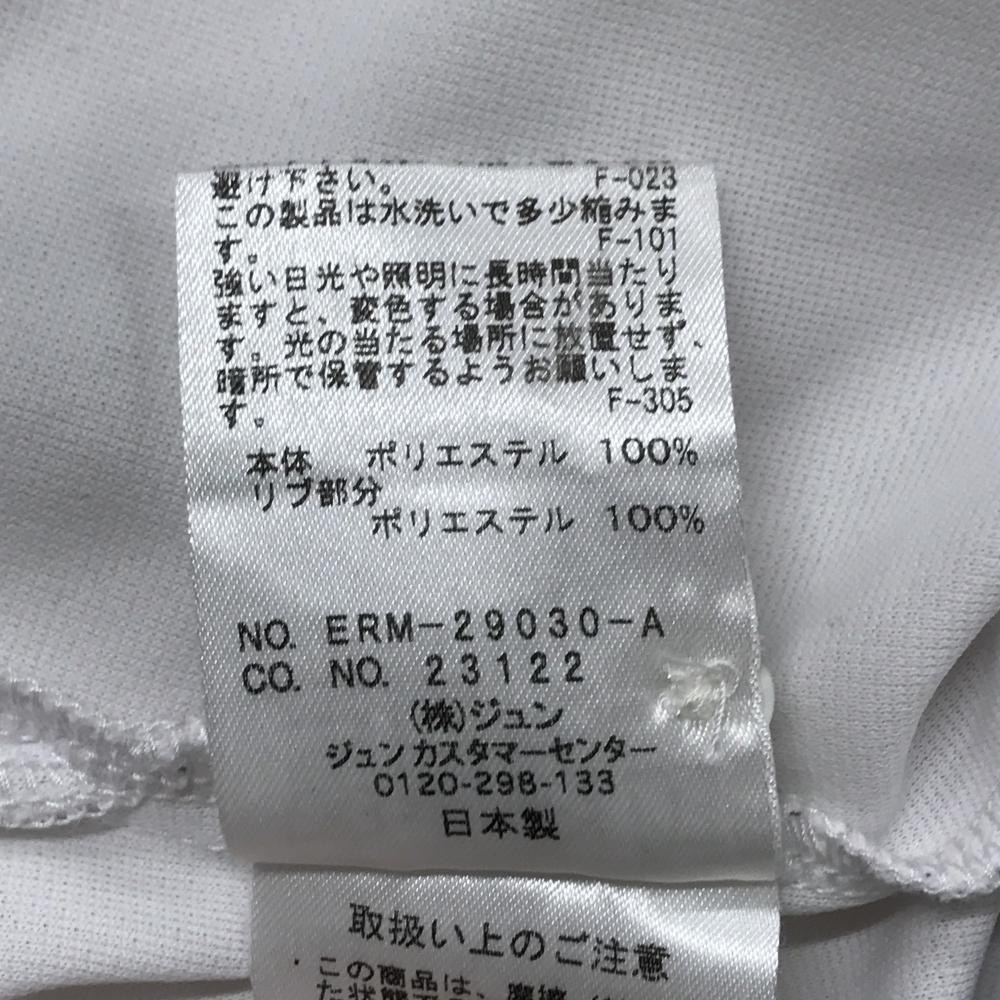 避け下さい。 F-023
この製品は水洗いで多少縮みま
す。 F-101
強い日光や照明に長時間当たり
ますと、変色する場合がありま
す。光の当たる場所に放置せず、
暗所で保管するようお願いしま
す。 F-305
本体 ポリエステル 100%
リブ部分
ポリエステル 100%
NO. ERM-29030-A
CO. NO. 23122
(株)ジュン
ジュンカスタマーセンター
0120-298-133
日本製
取扱い上のご注意
この商品は、摩擦
た状態